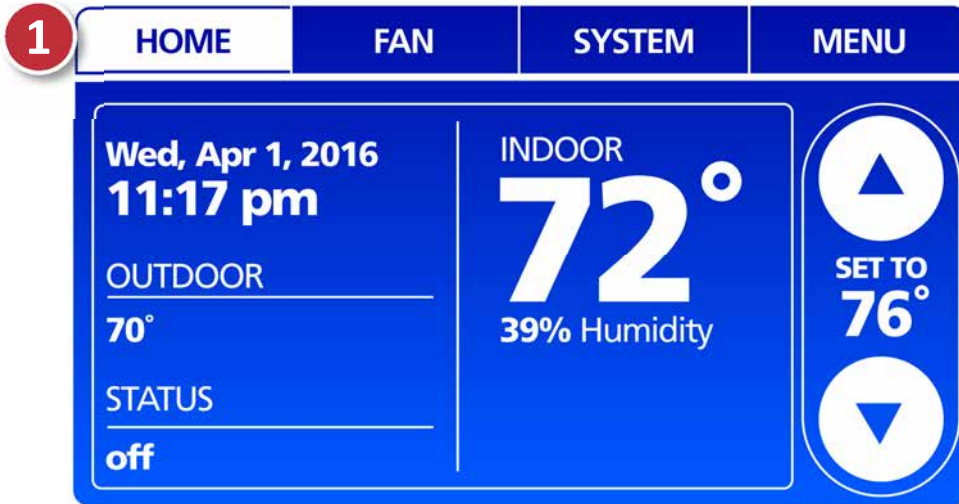 1
HOME FAN SYSTEM MENU
Wed, Apr 1, 2016
11:17 pm
OUTDOOR
70°
STATUS
off
INDOOR
72°
39% Humidity
SET TO
76°